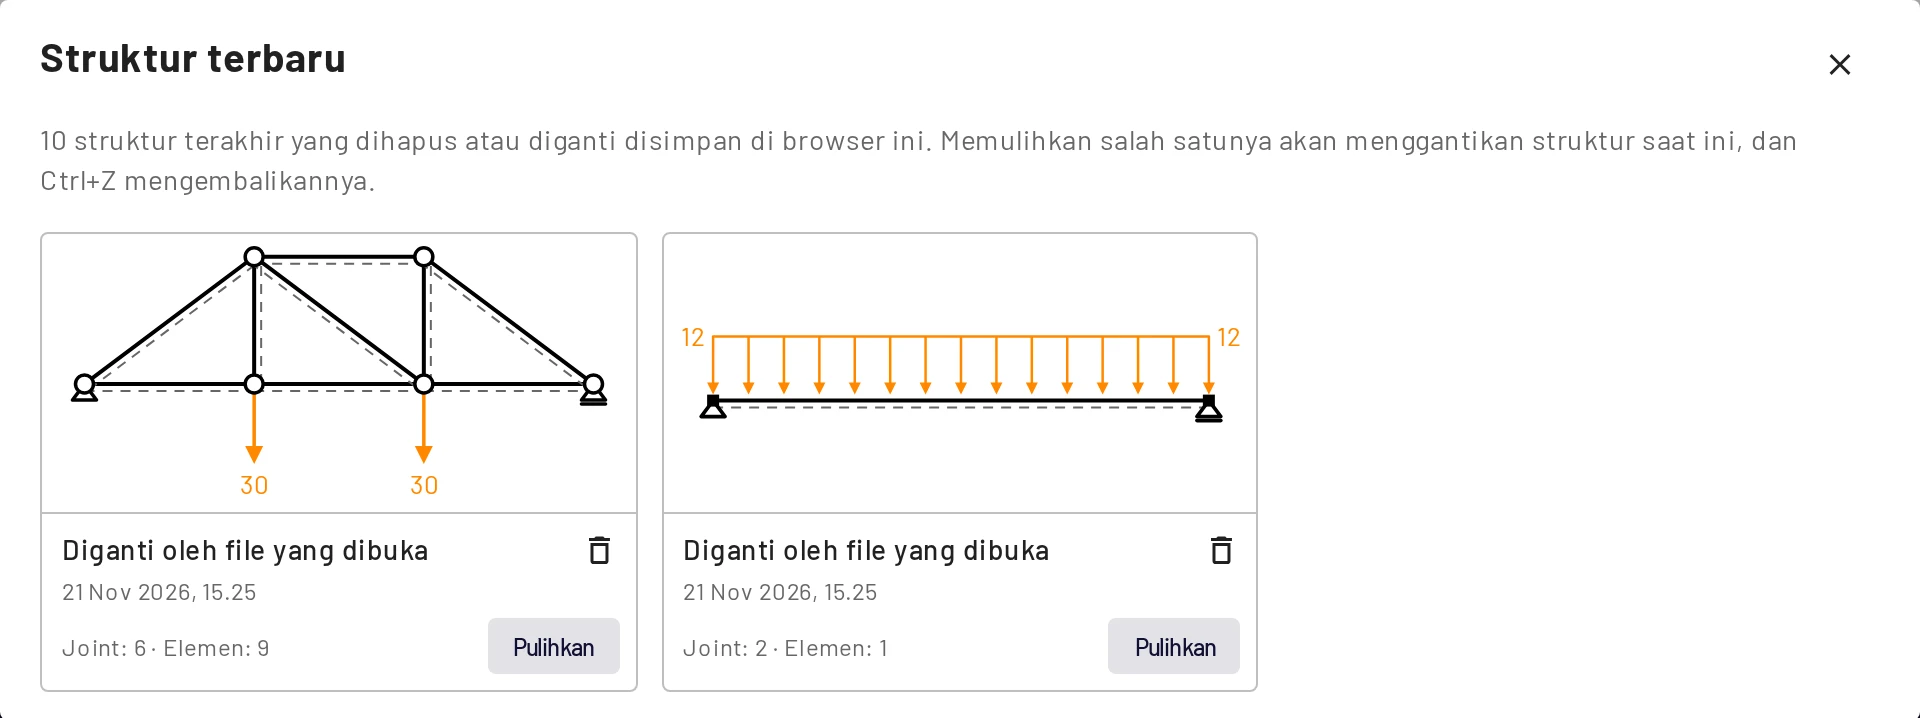 Struktur terbaru
10 struktur terakhir yang dihapus atau diganti disimpan di browser ini. Memulihkan salah satunya akan menggantikan struktur saat ini, dan
Ctrl+Z mengembalikannya.
30
30
Diganti oleh file yang dibuka
21 Nov 2026, 15.25
Joint: 6 · Elemen: 9
Pulihkan
12
12
Diganti oleh file yang dibuka
21 Nov 2026, 15.25
Joint: 2 · Elemen: 1
Pulihkan